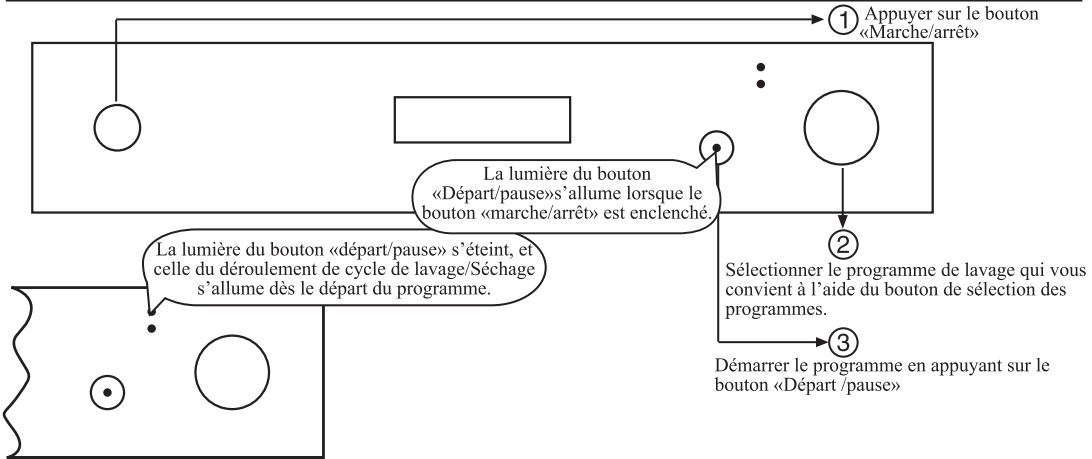 1 Appuyer sur le bouton
«Marche/arrêt»
La lumière du bouton
«Départ/pause»s’allume lorsque le
bouton «marche/arrêt» est enclenché.
2
Sélectionner le programme de lavage qui vous
convient à l’aide du bouton de sélection des
programmes.
La lumière du bouton «départ/pause» s’éteint, et
celle du déroulement de cycle de lavage/Séchage
s’allume dès le départ du programme.
3
Démarrer le programme en appuyant sur le
bouton «Départ /pause»